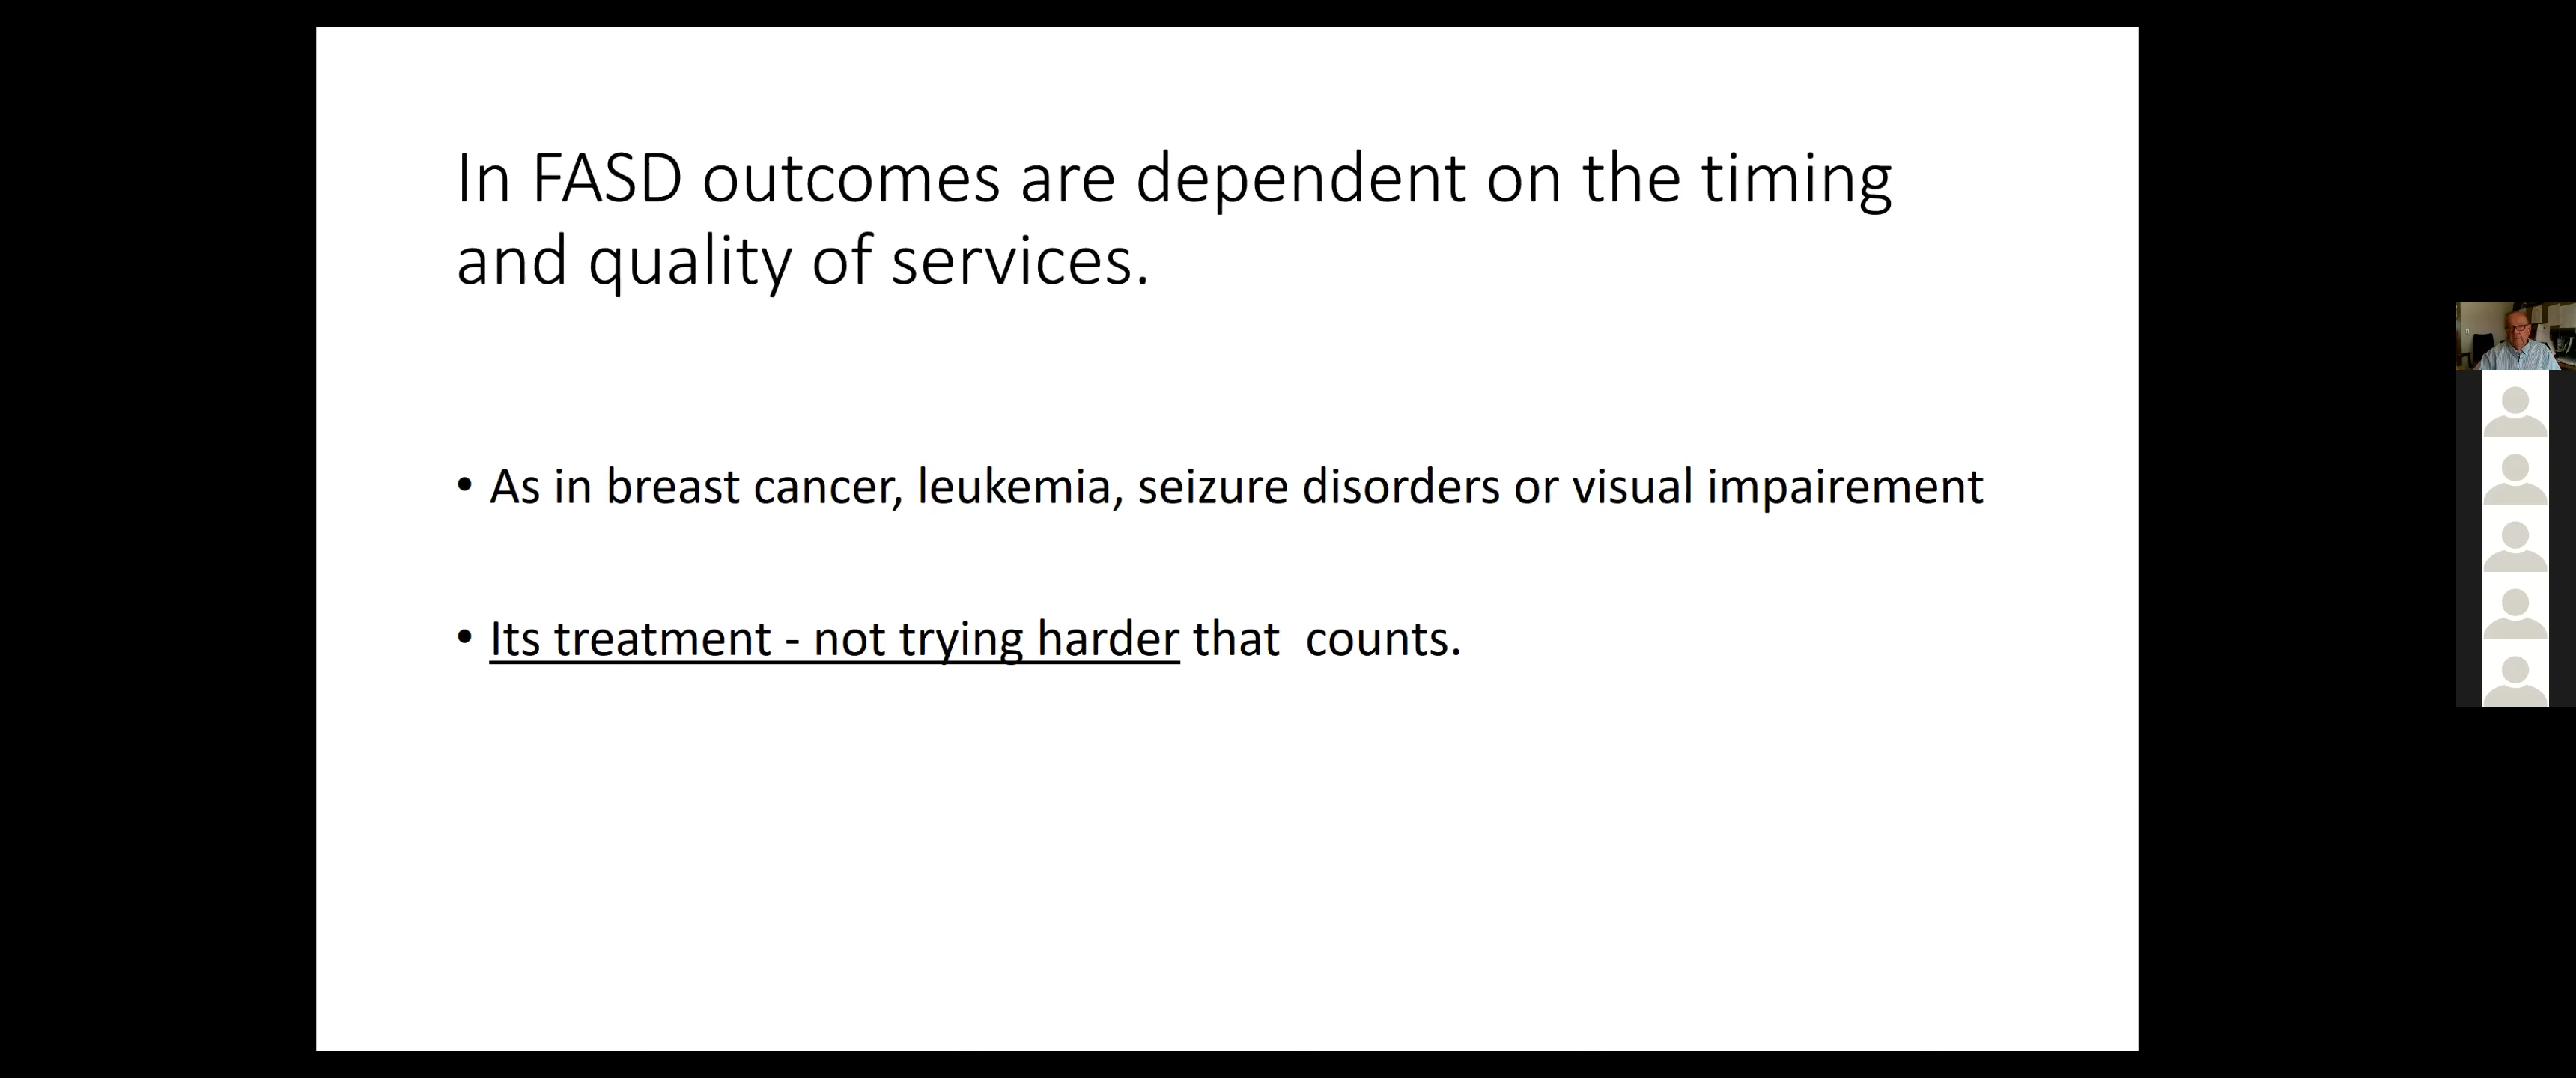 In FASD outcomes are dependent on the timing
and quality of services.
• As in breast cancer, leukemia, seizure disorders or visual impairement
• Its treatment - not trying harder that  counts.